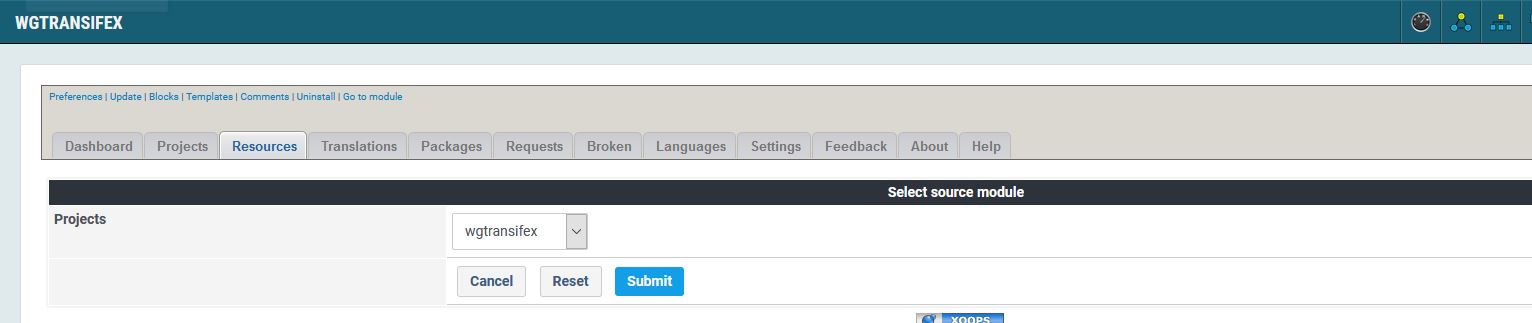 WGTRANSIFEX
Preferences | Update | Blocks | Templates | Comments | Uninstall | Go to module
Dashboard Projects Resources Translations Packages Requests Broken Languages Settings Feedback About Help
Select source module
Projects wgtransifex
Cancel Reset Submit
XOOPS